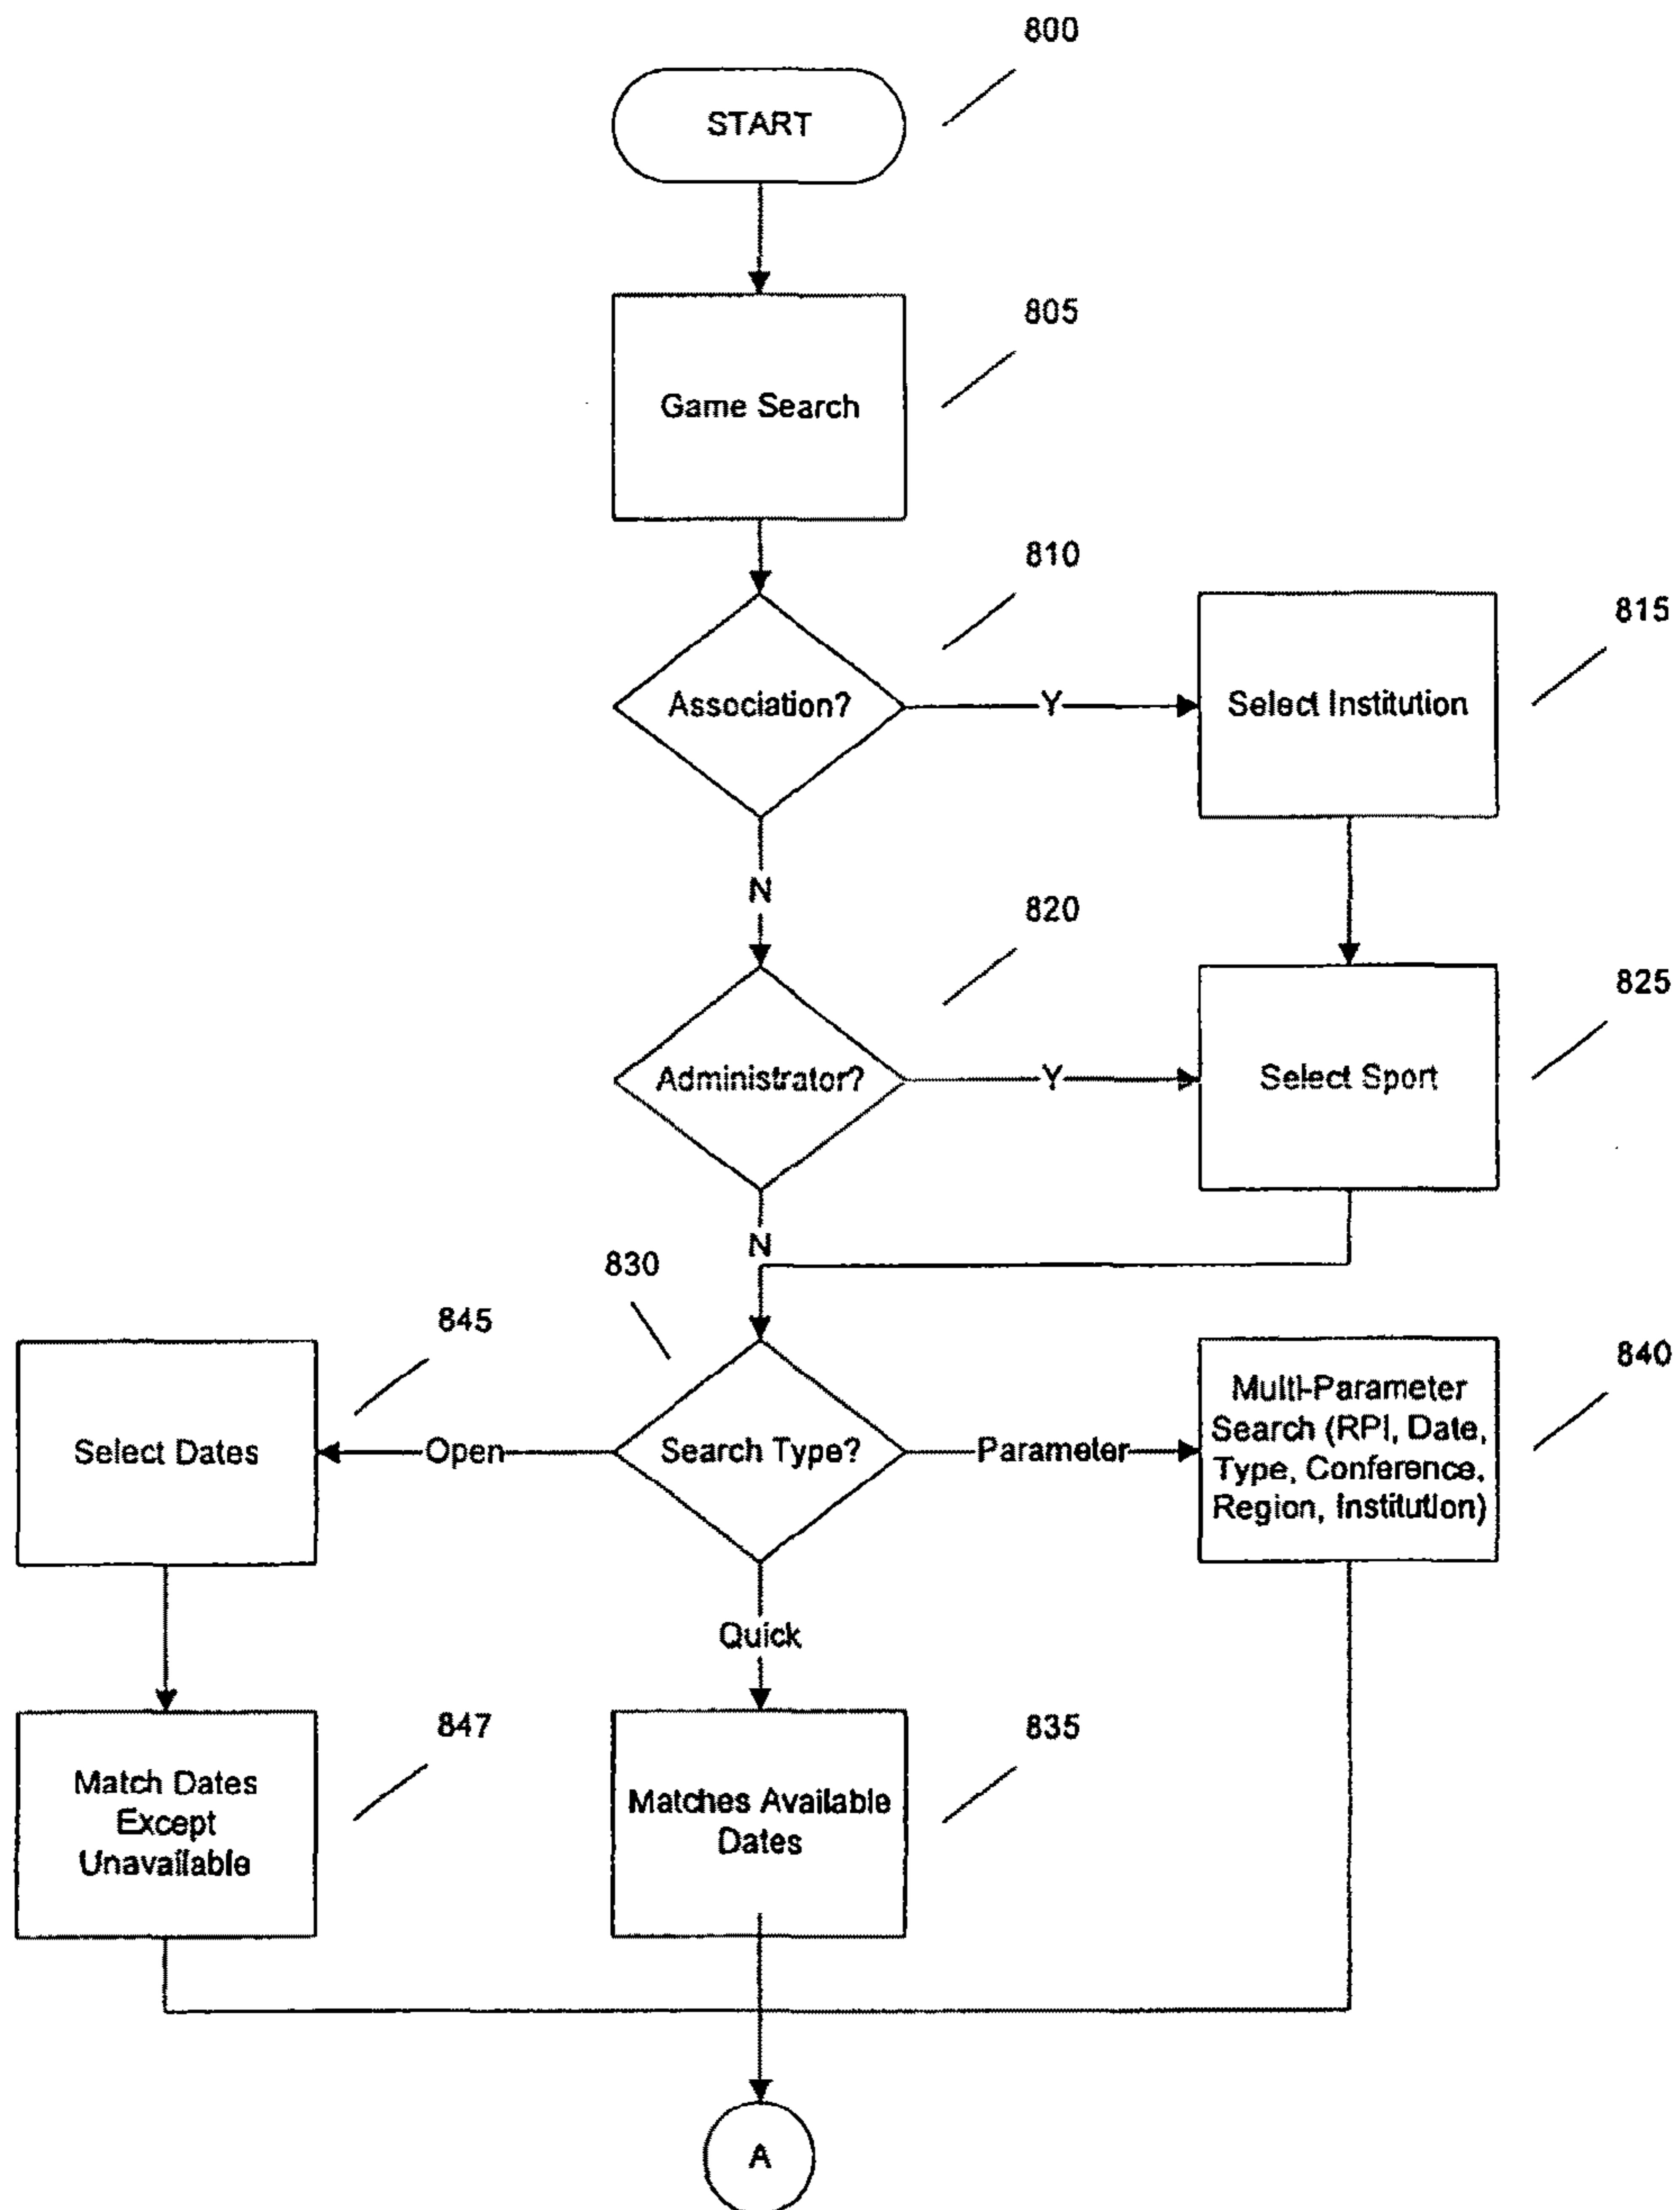 800
START
805
Game Search
810
815
Association?
Y
Select Institution
N
820
825
Administrator?
Y
Select Sport
N
830
845
840
Select Dates
Open
Search Type?
Parameter
Multi-Parameter
Search (RPI, Date,
Type, Conference,
Region, Institution)
Quick
847
835
Match Dates
Except
Unavailable
Matches Available
Dates
A